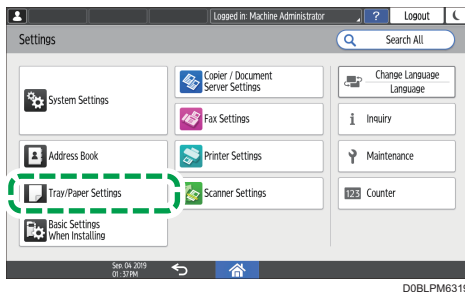 Logged in: Machine Administrator
?
Logout
Settings
Search All
System Settings
Copier / Document
Server Settings
Change Language
Language
Fax Settings
i Inquiry
Address Book
Printer Settings
Maintenance
Tray/Paper Settings
Scanner Settings
123 Counter
Basic Settings
When Installing
Sep. 04 2019
01:37PM
D0BLPM6319